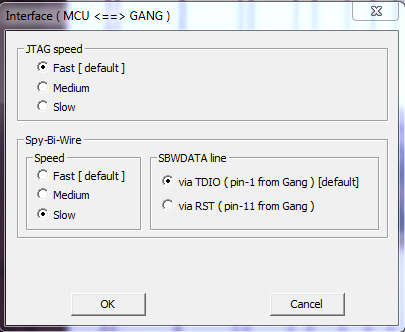 Interface ( MCU <==> GANG )
JTAG speed
Fast [ default ]
Medium
Slow
Spy-Bi-Wire
Speed
Fast [ default ]
Medium
Slow
SBWDATA line
via TDIO ( pin-1 from Gang ) [default]
via RST ( pin-11 from Gang )
OK
Cancel